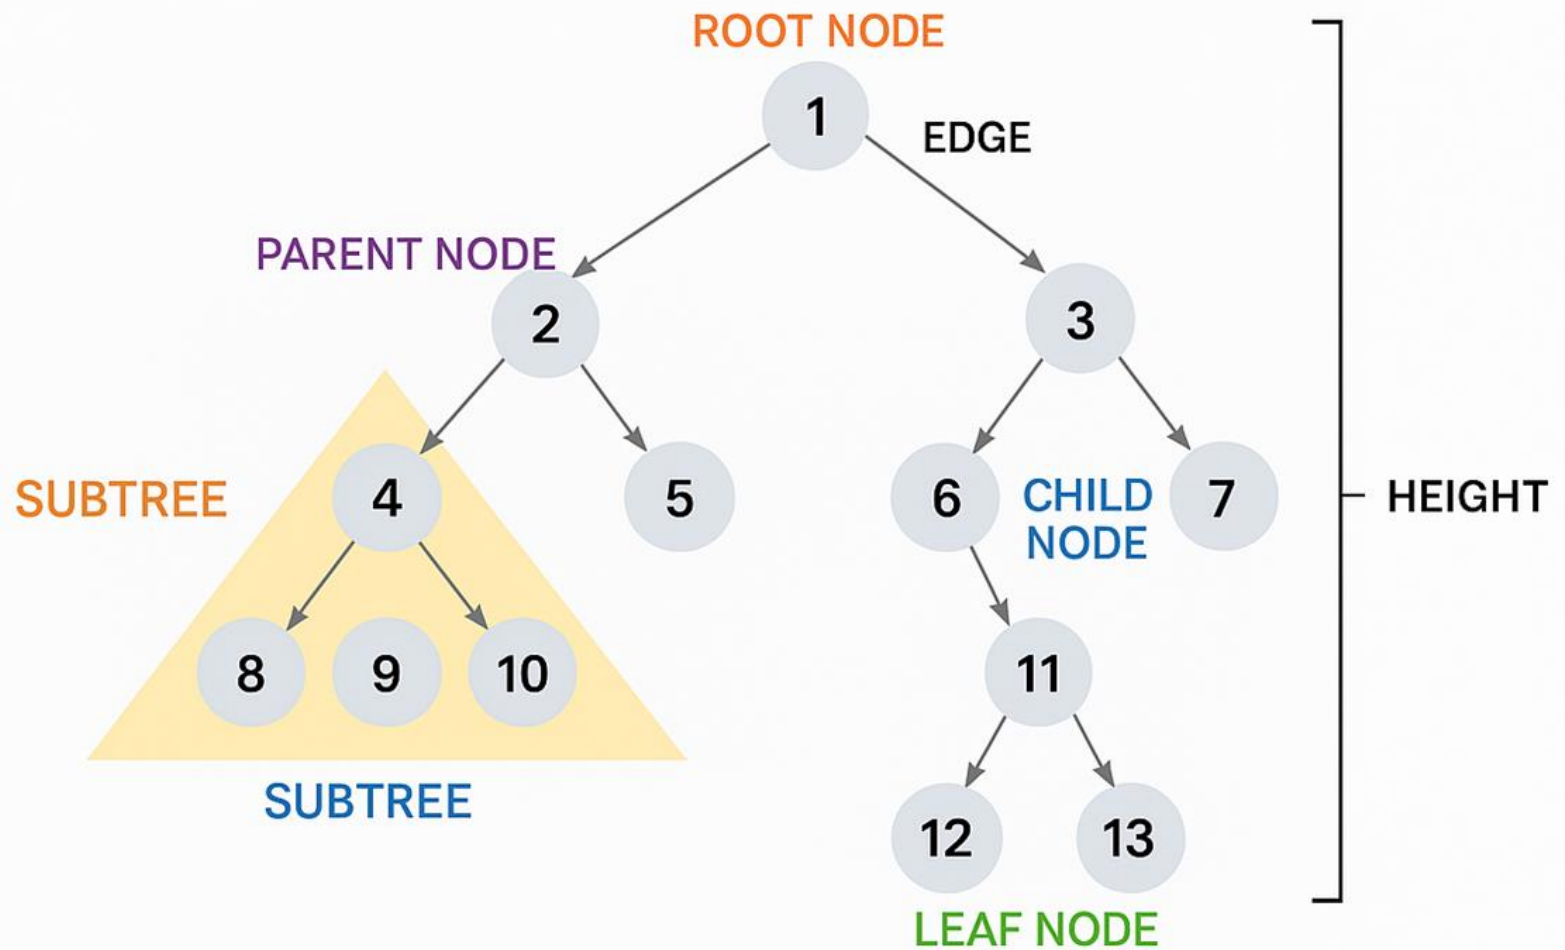 ROOT NODE
1
EDGE
PARENT NODE
2
3
SUBTREE
4
5
6
CHILD
NODE
7
HEIGHT
8
9
10
11
SUBTREE
12
13
LEAF NODE